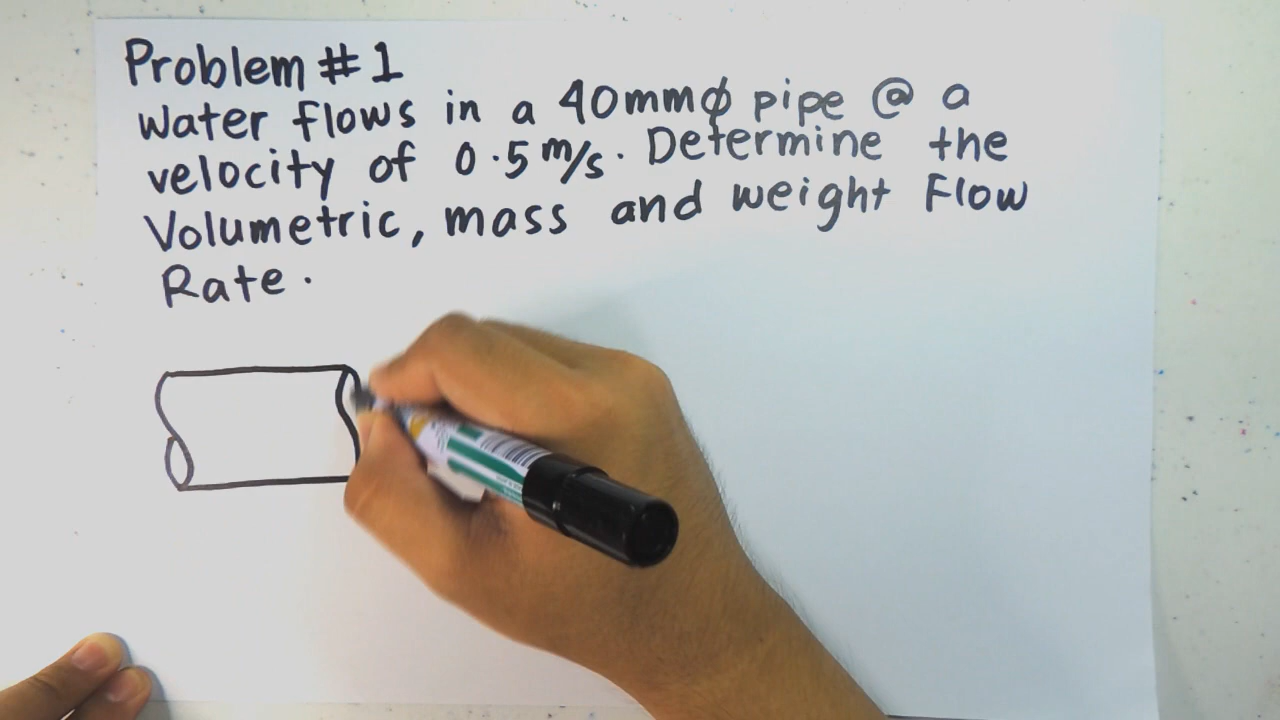 Problem #1
Water flows in a 40mmϕ pipe @ a
velocity of 0.5 m/s. Determine the
Volumetric, mass and weight Flow
Rate.